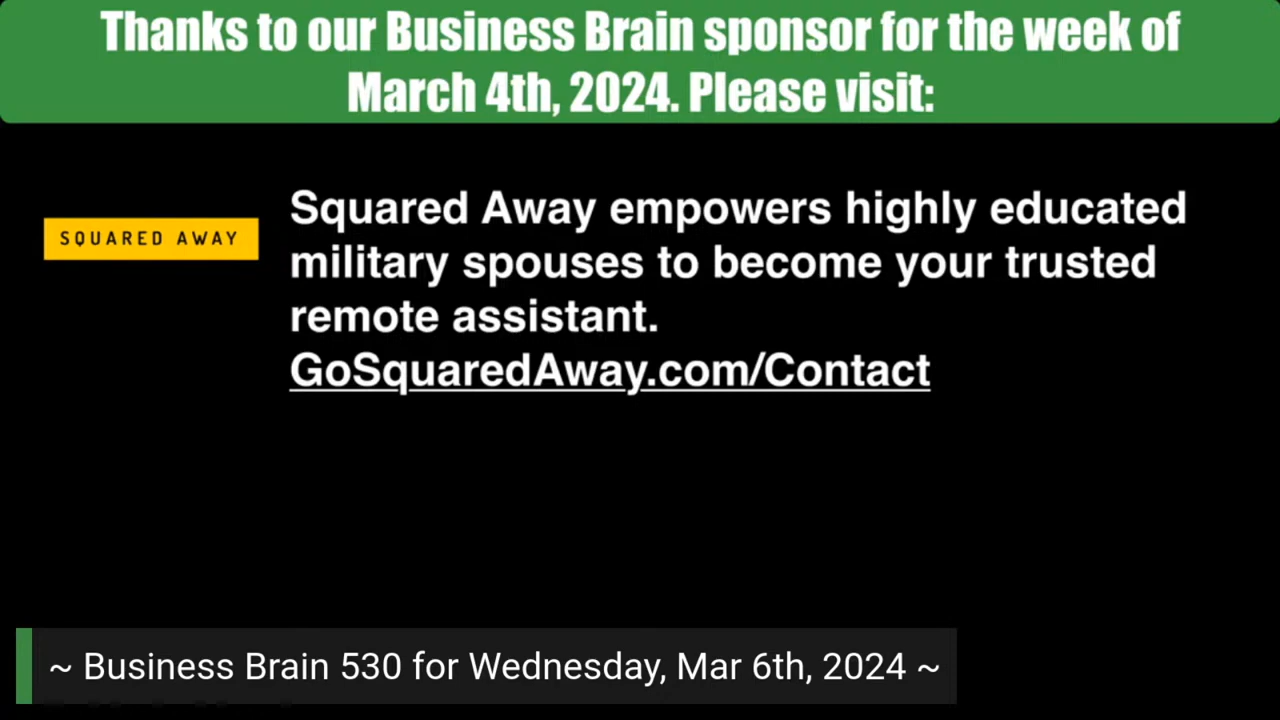 Thanks to our Business Brain sponsor for the week of
March 4th, 2024. Please visit:
SQUARED AWAY
Squared Away empowers highly educated
military spouses to become your trusted
remote assistant.
GoSquaredAway.com/Contact
~ Business Brain 530 for Wednesday, Mar 6th, 2024 ~